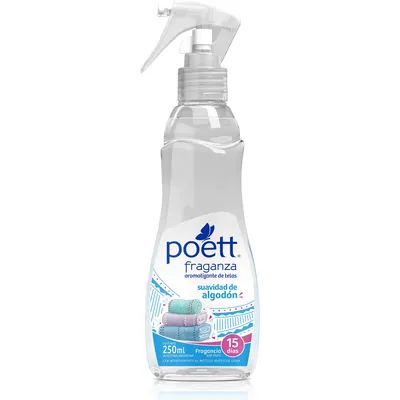 poett®
fraganza
aromatizante de telas
suavidad de
algodón
250ml
Fragancia
15
días